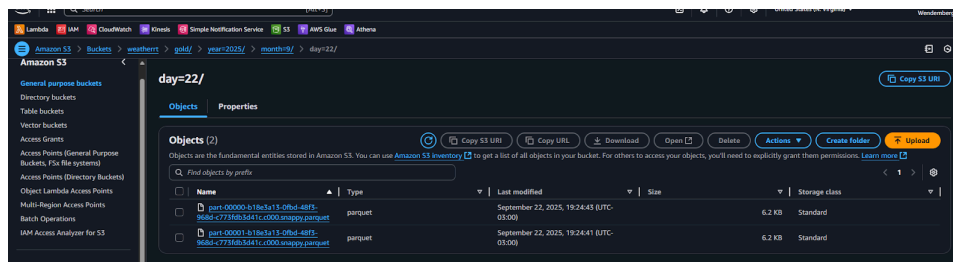 [Alt+S]
United States (N. Virginia)
Wendemberg
Lambda IAM CloudWatch Kinesis Simple Notification Service S3 AWS Glue Athena
Amazon S3 > Buckets > weatherrt > gold/ > year=2025/ > month=9/ > day=22/
Amazon S3
General purpose buckets
Directory buckets
Table buckets
Vector buckets
Access Grants
Access Points (General Purpose
Buckets, FSx file systems)
Access Points (Directory Buckets)
Object Lambda Access Points
Multi-Region Access Points
Batch Operations
IAM Access Analyzer for S3
day=22/
Copy S3 URI
Objects Properties
Objects (2)
Copy S3 URI Copy URL Download Open Delete Actions Create folder Upload
Objects are the fundamental entities stored in Amazon S3. You can use Amazon S3 inventory to get a list of all objects in your bucket. For others to access your objects, you'll need to explicitly grant them permissions. Learn more
Find objects by prefix
1
Name Type Last modified Size Storage class
part-00000-b18e3a13-0fbd-48f3-
968d-c773fdb3d41c.c000.snappy.parquet
parquet
September 22, 2025, 19:24:43 (UTC-
03:00)
6.2 KB
Standard
part-00001-b18e3a13-0fbd-48f3-
968d-c773fdb3d41c.c000.snappy.parquet
parquet
September 22, 2025, 19:24:41 (UTC-
03:00)
6.2 KB
Standard